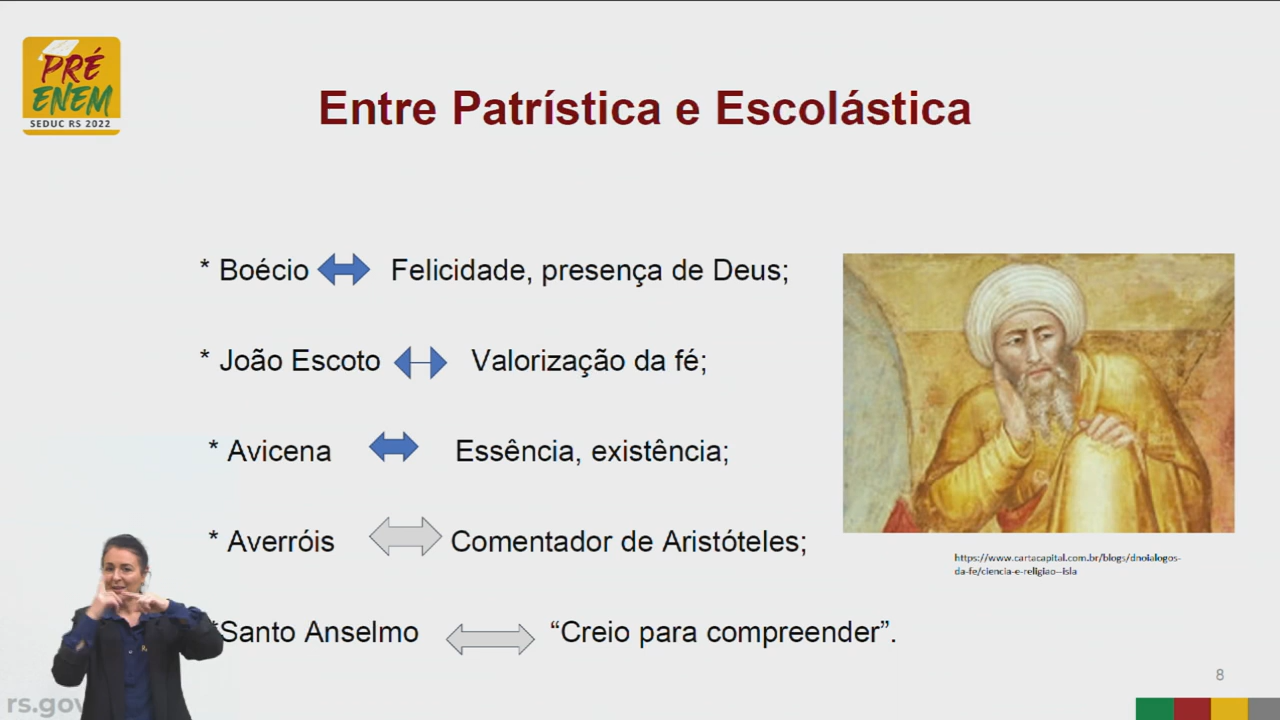 PRÉ
ENEM
SEDUC RS 2022
Entre Patrística e Escolástica
* Boécio Felicidade, presença de Deus;
* João Escoto Valorização da fé;
* Avicena Essência, existência;
* Averróis Comentador de Aristóteles;
*Santo Anselmo “Creio para compreender”.
https://www.cartacapital.com.br/blogs/dnoialogos-
da-fe/ciencia-e-religiao--isla
8
rs.gov